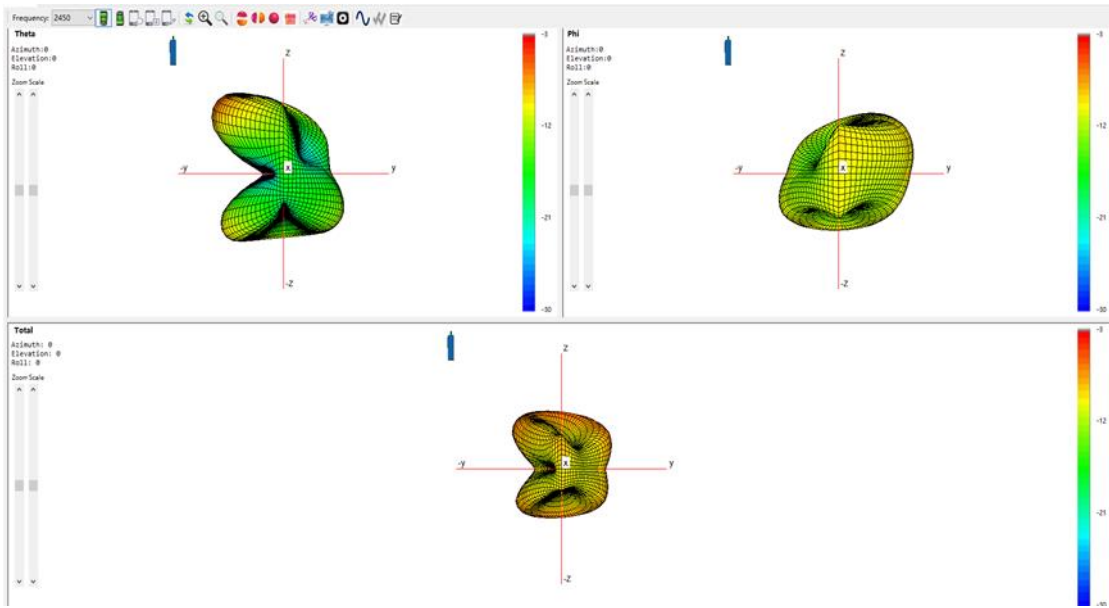 Frequency: 2450
Theta
Azimuth:0
Elevation:0
Roll:0
Zoom Scale
z
-y
x
y
-z
-3
-12
-21
-30
Phi
Azimuth:0
Elevation:0
Roll:0
Zoom Scale
z
-y
x
y
-z
-3
-12
-21
-30
Total
Azimuth: 0
Elevation: 0
Roll: 0
Zoom Scale
z
-y
x
y
-z
-3
-12
-21
-30